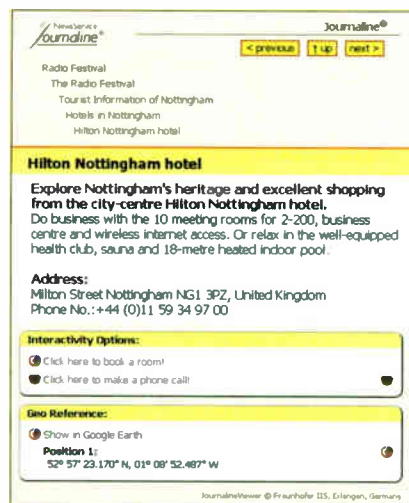 NewsService
Journaline®
Journaline®
< previous
↑ up
next >
Radio Festival
The Radio Festival
Tourist Information of Nottingham
Hotels in Nottingham
Hilton Nottingham hotel
Hilton Nottingham hotel
Explore Nottingham's heritage and excellent shopping
from the city-centre Hilton Nottingham hotel.
Do business with the 10 meeting rooms for 2-200, business
centre and wireless internet access. Or relax in the well-equipped
health club, sauna and 18-metre heated indoor pool.
Address:
Milton Street Nottingham NG1 3PZ, United Kingdom
Phone No.:+44 (0)11 59 34 97 00
Interactivity Options:
Click here to book a room!
Click here to make a phone call!
Geo Reference:
Show in Google Earth
Position 1:
52° 57' 23.170" N, 01° 08' 52.487" W
JournalineViewer © Fraunhofer IIS, Erlangen, Germany